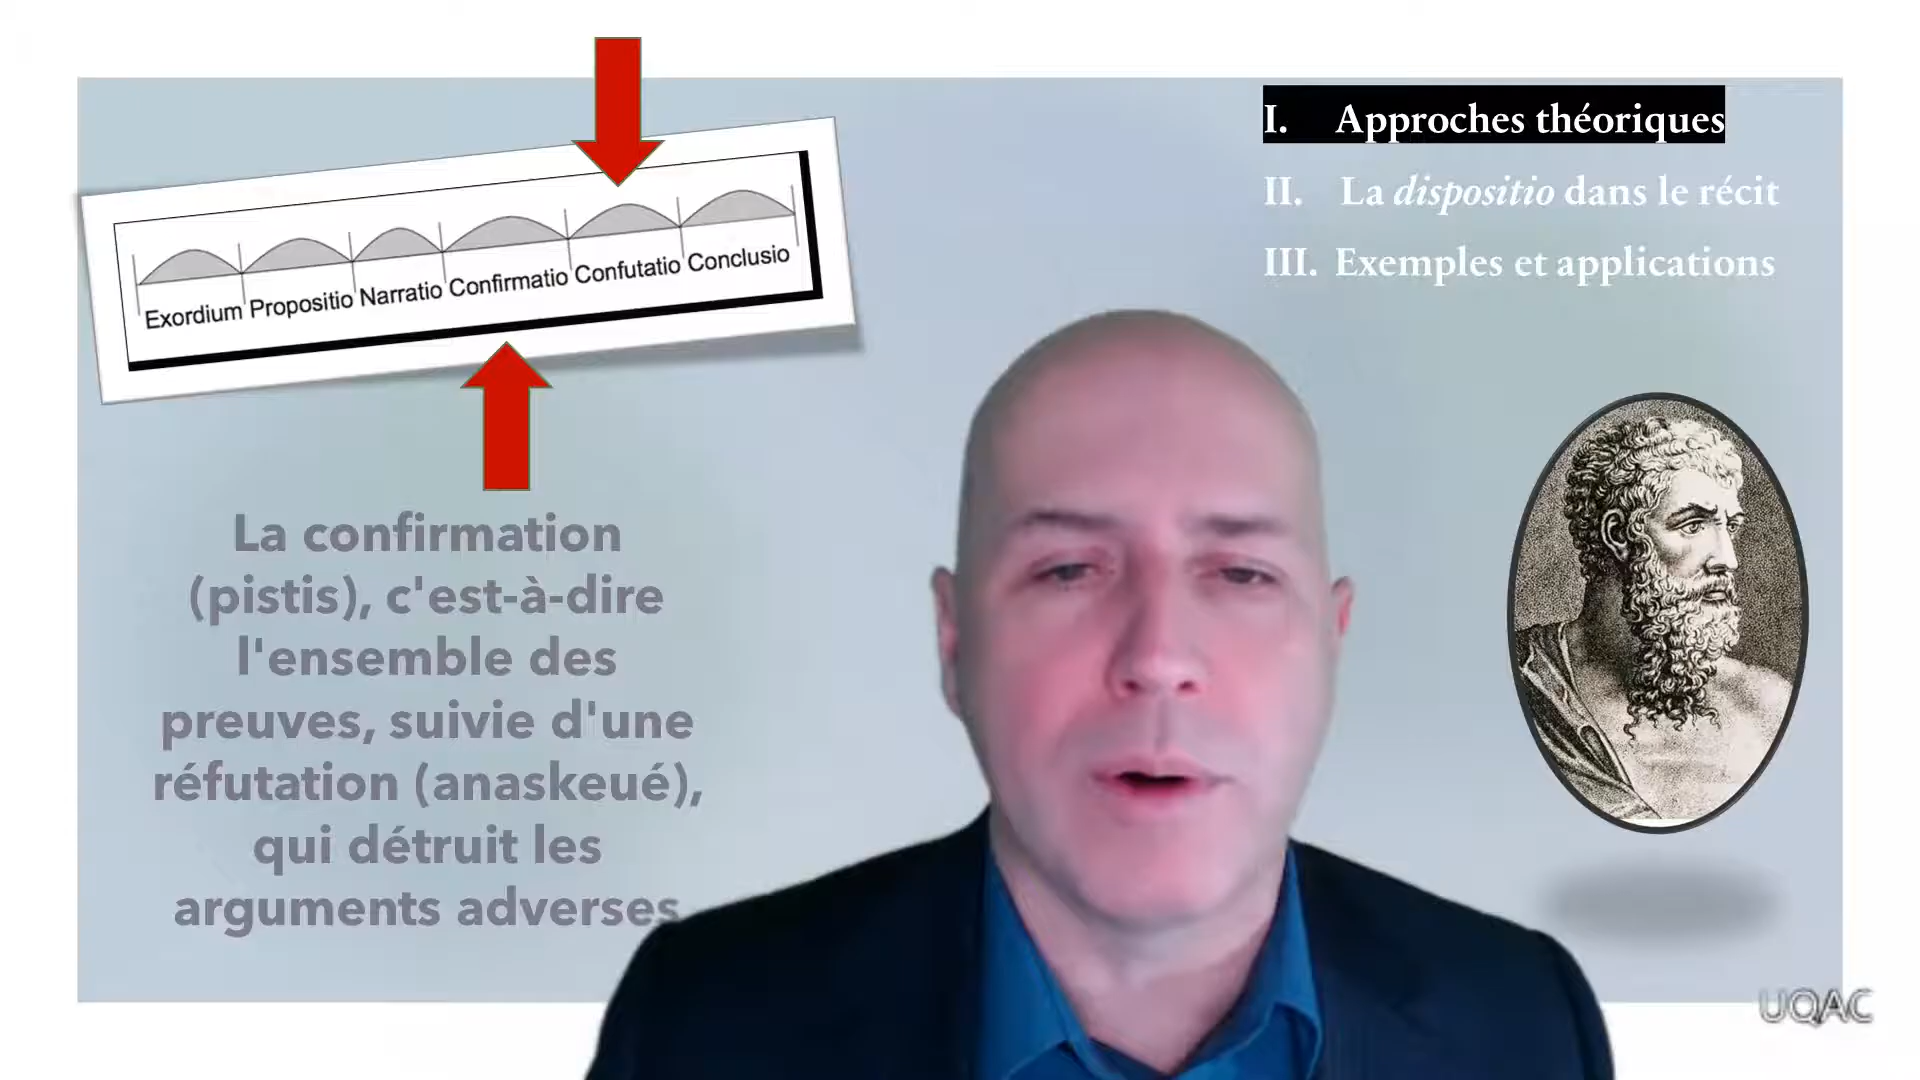 I. Approches théoriques
II. La dispositio dans le récit
III. Exemples et applications
Exordium Propositio Narratio Confirmatio Confutatio Conclusio
La confirmation
(pistis), c'est-à-dire
l'ensemble des
preuves, suivie d'une
réfutation (anaskeué),
qui détruit les
arguments adverses
UQAC